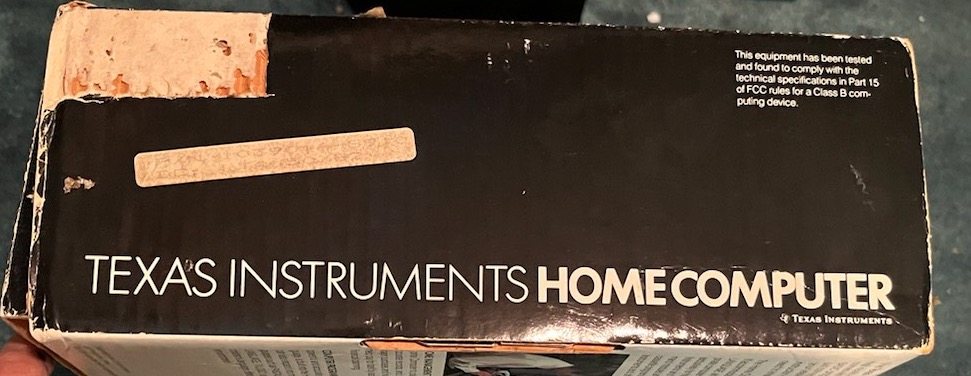 This equipment has been tested
and found to comply with the
technical specifications in Part 15
of FCC rules for a Class B com-
puting device.
TEXAS INSTRUMENTS HOME COMPUTER
TEXAS INSTRUMENTS